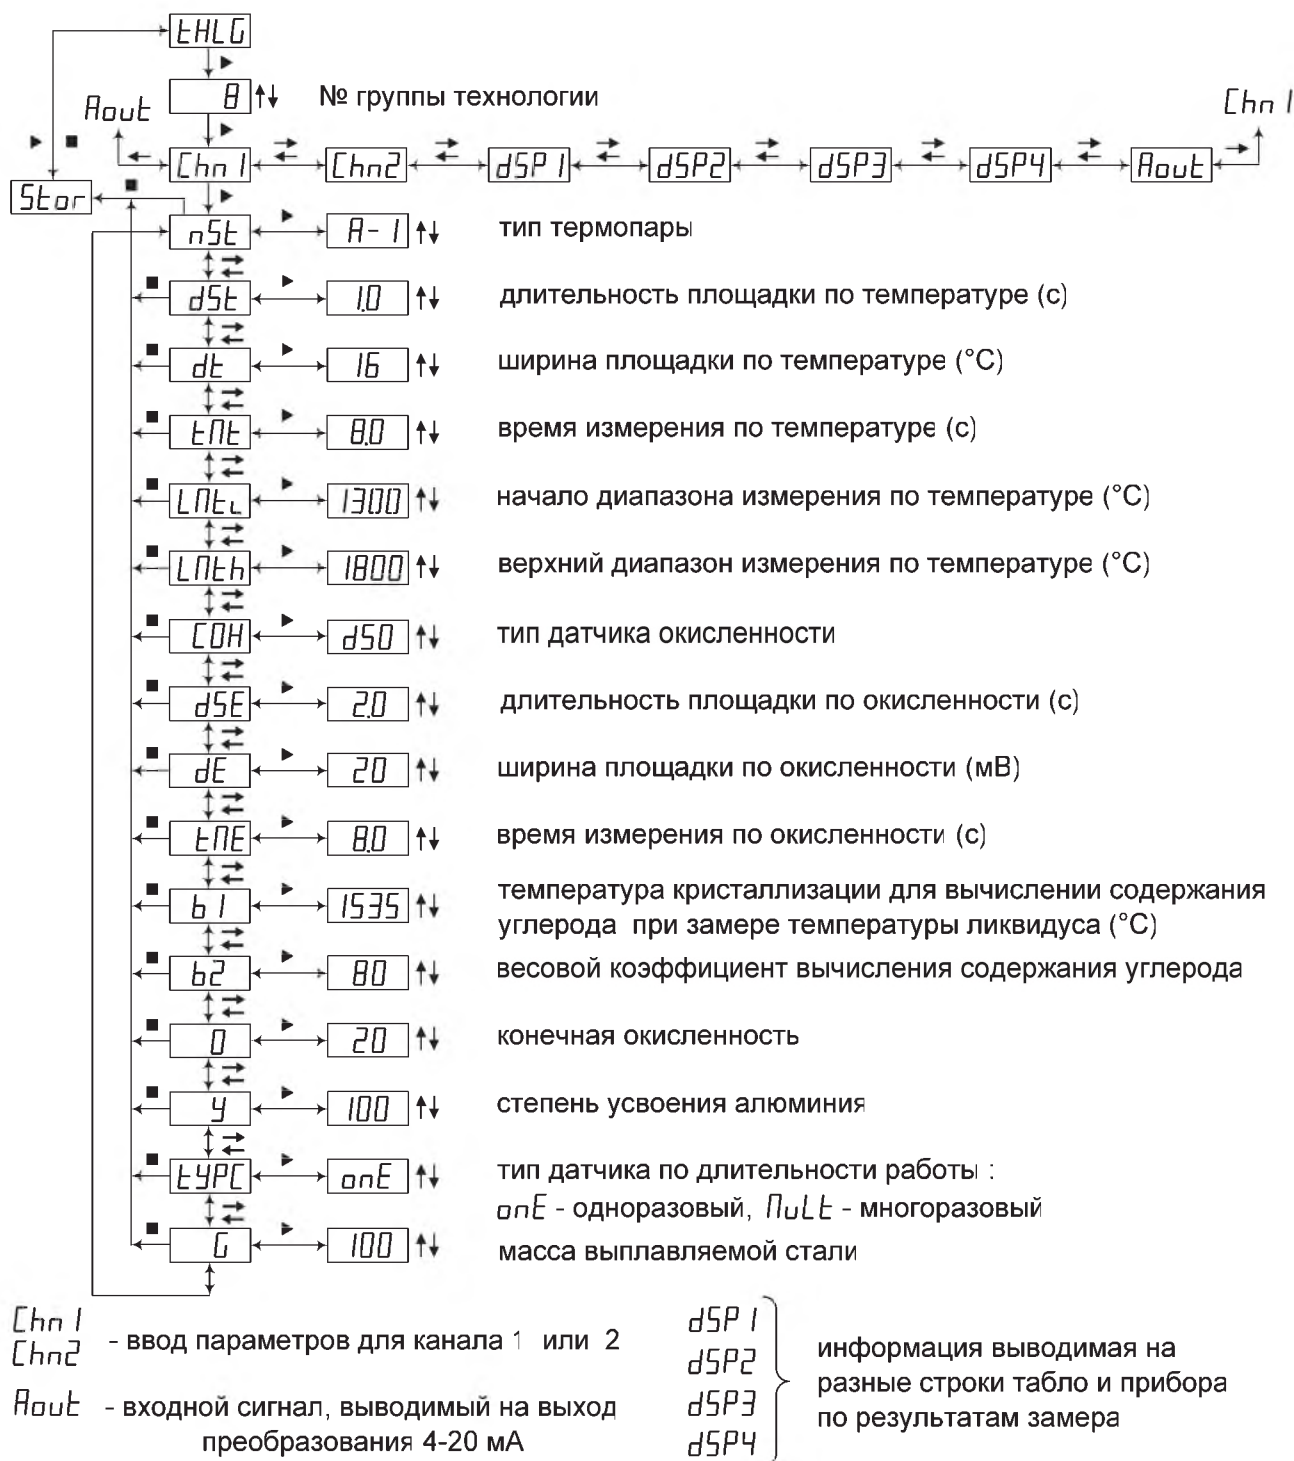 tHLG
8 № группы технологии
Aout Chn1
Chn1 Chn2 dSP1 dSP2 dSP3 dSP4 Aout
Stor
nSt A-1 тип термопары
dSt 1.0 длительность площадки по температуре (с)
dt 16 ширина площадки по температуре (°С)
tПt 8.0 время измерения по температуре (с)
LПtL 1300 начало диапазона измерения по температуре (°С)
LПth 1800 верхний диапазон измерения по температуре (°С)
COH dSO тип датчика окисленности
dSE 2.0 длительность площадки по окисленности (с)
dE 20 ширина площадки по окисленности (мВ)
tПE 8.0 время измерения по окисленности (с)
b1 1535 температура кристаллизации для вычислении содержания
углерода при замере температуры ликвидуса (°С)
b2 80 весовой коэффициент вычисления содержания углерода
O 20 конечная окисленность
y 100 степень усвоения алюминия
tYPC onE тип датчика по длительности работы :
onE - одноразовый, ПuLt - многоразовый
G 100 масса выплавляемой стали
Chn1
Chn2 - ввод параметров для канала 1 или 2
Aout - входной сигнал, выводимый на выход
преобразования 4-20 мА
dSP1
dSP2
dSP3
dSP4
информация выводимая на
разные строки табло и прибора
по результатам замера